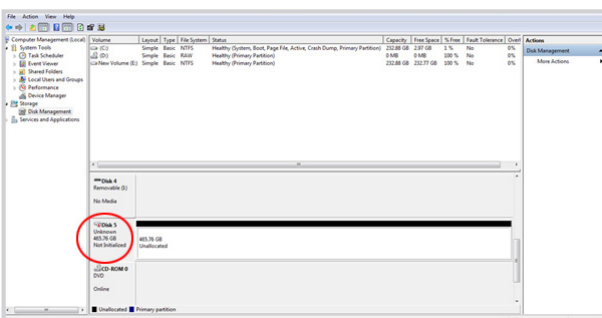 File Action View Help
Computer Management (Local)
System Tools
Task Scheduler
Event Viewer
Shared Folders
Local Users and Groups
Performance
Device Manager
Storage
Disk Management
Services and Applications
Volume Layout Type File System Status Capacity Free Space % Free Fault Tolerance Overl
(C:) Simple Basic NTFS Healthy (System, Boot, Page File, Active, Crash Dump, Primary Partition) 232.88 GB 2.97 GB 1 % No 0%
(D:) Simple Basic RAW Healthy (Primary Partition) 0 MB 0 MB 100 % No 0%
New Volume (E:) Simple Basic NTFS Healthy (Primary Partition) 232.88 GB 232.77 GB 100 % No 0%
Actions
Disk Management
More Actions
Disk 4
Removable
No Media
Disk 5
Unknown
465.76 GB
Not Initialized
465.76 GB
Unallocated
CD-ROM 0
DVD
Online
Unallocated Primary partition